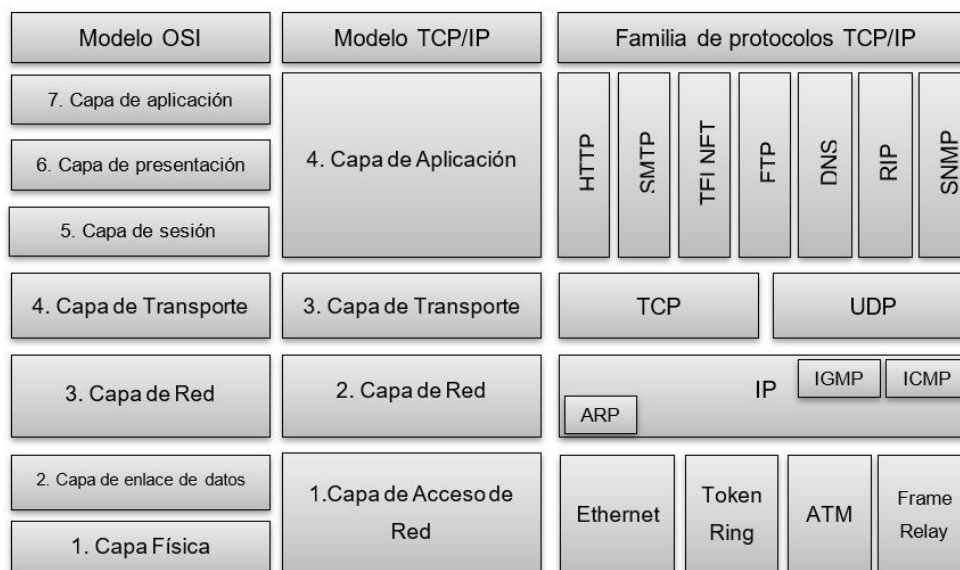 Modelo OSI
Modelo TCP/IP
Familia de protocolos TCP/IP
7. Capa de aplicación
6. Capa de presentación
5. Capa de sesión
4. Capa de Aplicación
HTTP
SMTP
TFI NFT
FTP
DNS
RIP
SNMP
4. Capa de Transporte
3. Capa de Transporte
TCP
UDP
3. Capa de Red
2. Capa de Red
IP
IGMP
ICMP
ARP
2. Capa de enlace de datos
1. Capa Física
1.Capa de Acceso de
Red
Ethernet
Token
Ring
ATM
Frame
Relay